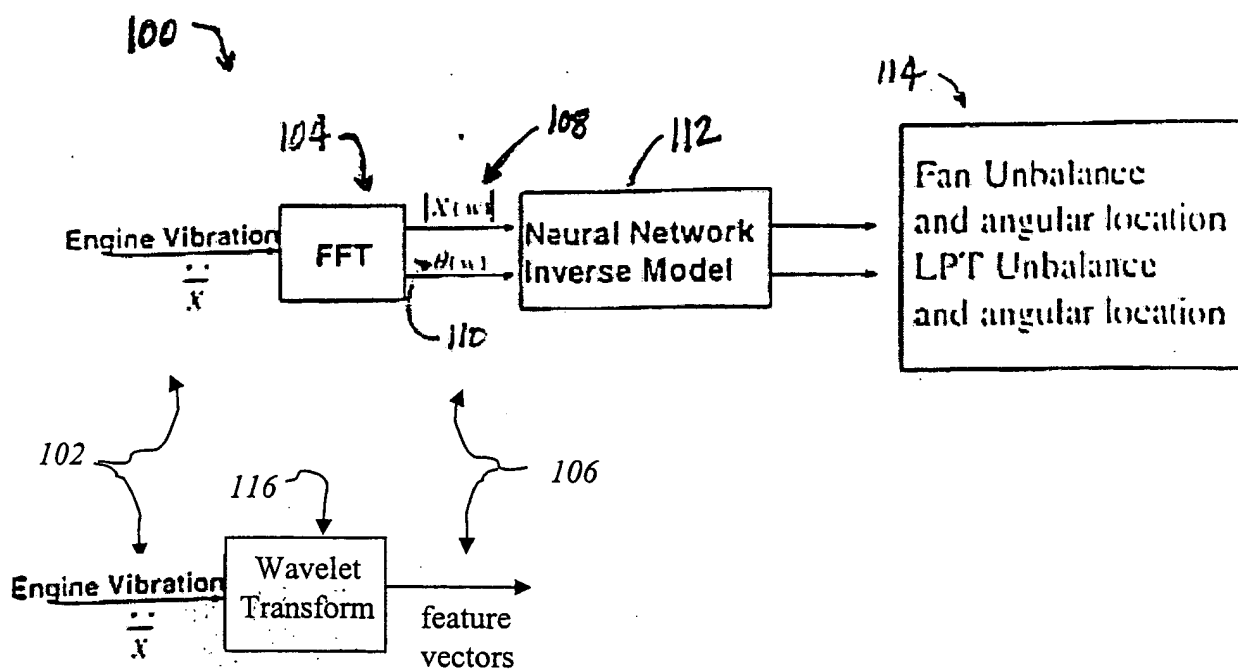 100
114
104
108
112
|X(w)|
Engine Vibration
FFT
Neural Network
Inverse Model
Fan Unbalance
and angular location
LPT Unbalance
and angular location
ẍ
θ(w)
110
102
116
106
Engine Vibration
Wavelet
Transform
ẍ
feature
vectors